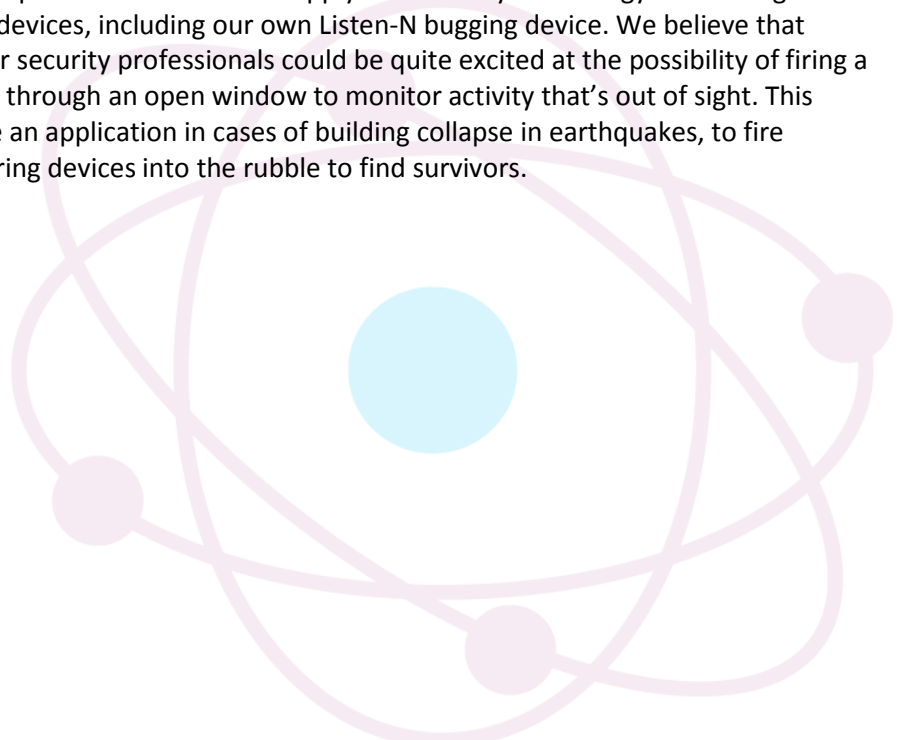 devices, including our own Listen-N bugging device. We believe that
security professionals could be quite excited at the possibility of firing a
through an open window to monitor activity that's out of sight. This
an application in cases of building collapse in earthquakes, to fire
devices into the rubble to find survivors.